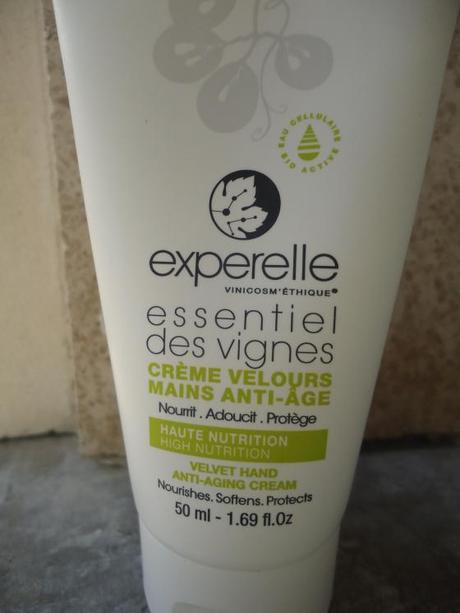 EAU CELLULAIRE
BIO ACTIVE
experelle
VINICOSM'ÉTHIQUE®
essentiel
des vignes
CRÈME VELOURS
MAINS ANTI-ÂGE
Nourrit . Adoucit . Protège
HAUTE NUTRITION
HIGH NUTRITION
VELVET HAND
ANTI-AGING CREAM
Nourishes. Softens. Protects
50 ml - 1.69 fl.Oz